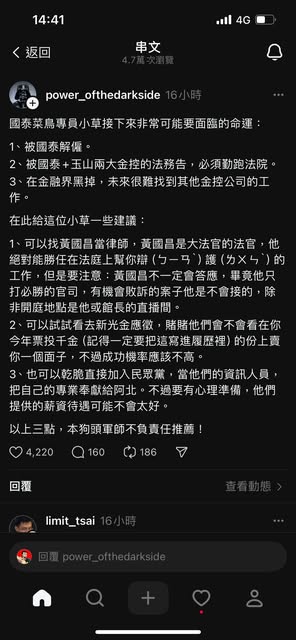 14:41
4G
返回
串文
4.7萬 次瀏覽
power_ofthedarkside 16小時
國泰菜鳥專員小草接下來非常可能要面臨的命運：
1、被國泰解僱。
2、被國泰+玉山兩大金控的法務告，必須勤跑法院。
3、在金融界黑掉，未來很難找到其他金控公司的工
作。
在此給這位小草一些建議：
1、可以找黃國昌當律師，黃國昌是大法官的法官，他
絕對能勝任在法庭上幫你辯 (ㄅㄧㄢˋ) 護 (ㄌㄨㄣˋ) 的
工作，但是要注意：黃國昌不一定會答應，畢竟他只
打必勝的官司，有機會敗訴的案子他是不會接的，除
非開庭地點是他或館長的直播間。
2、可以試試看去新光金應徵，賭賭他們會不會看在你
今年票投千金 (記得一定要把這寫進履歷裡) 的份上賣
你一個面子，不過成功機率應該不高。
3、也可以乾脆直接加入民眾黨，當他們的資訊人員，
把自己的專業奉獻給阿北。不過要有心理準備，他們
提供的薪資待遇可能不會太好。
以上三點，本狗頭軍師不負責任推薦！
4,220 160 186
回覆
查看動態
limit_tsai 16小時
回覆 power_ofthedarkside